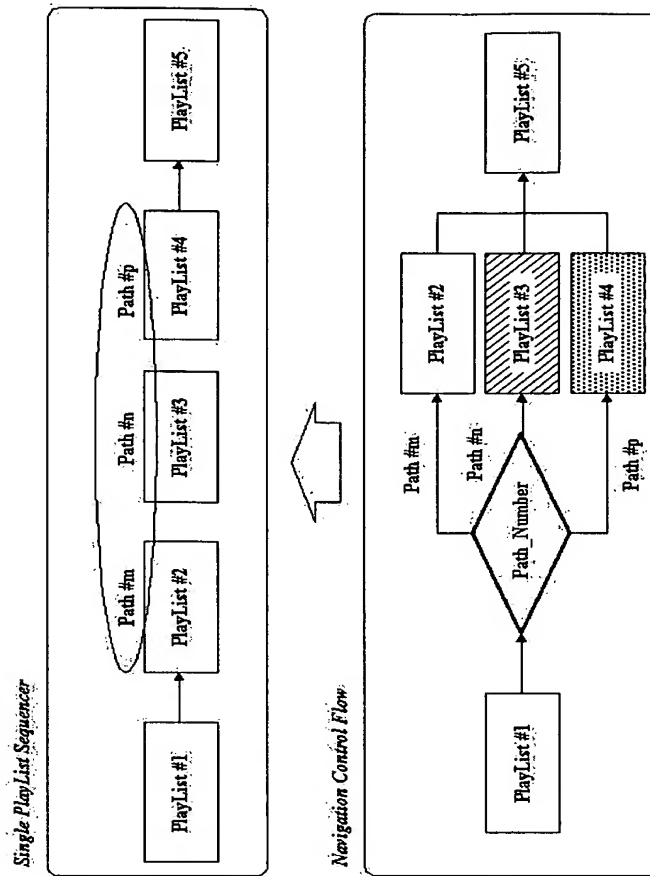 Single PlayList Sequencer
Path #m
Path #n
Path #p
PlayList #1
PlayList #2
PlayList #3
PlayList #4
PlayList #5
Navigation Control Flow
PlayList #1
Path_Number
Path #m
Path #n
Path #p
PlayList #2
PlayList #3
PlayList #4
PlayList #5